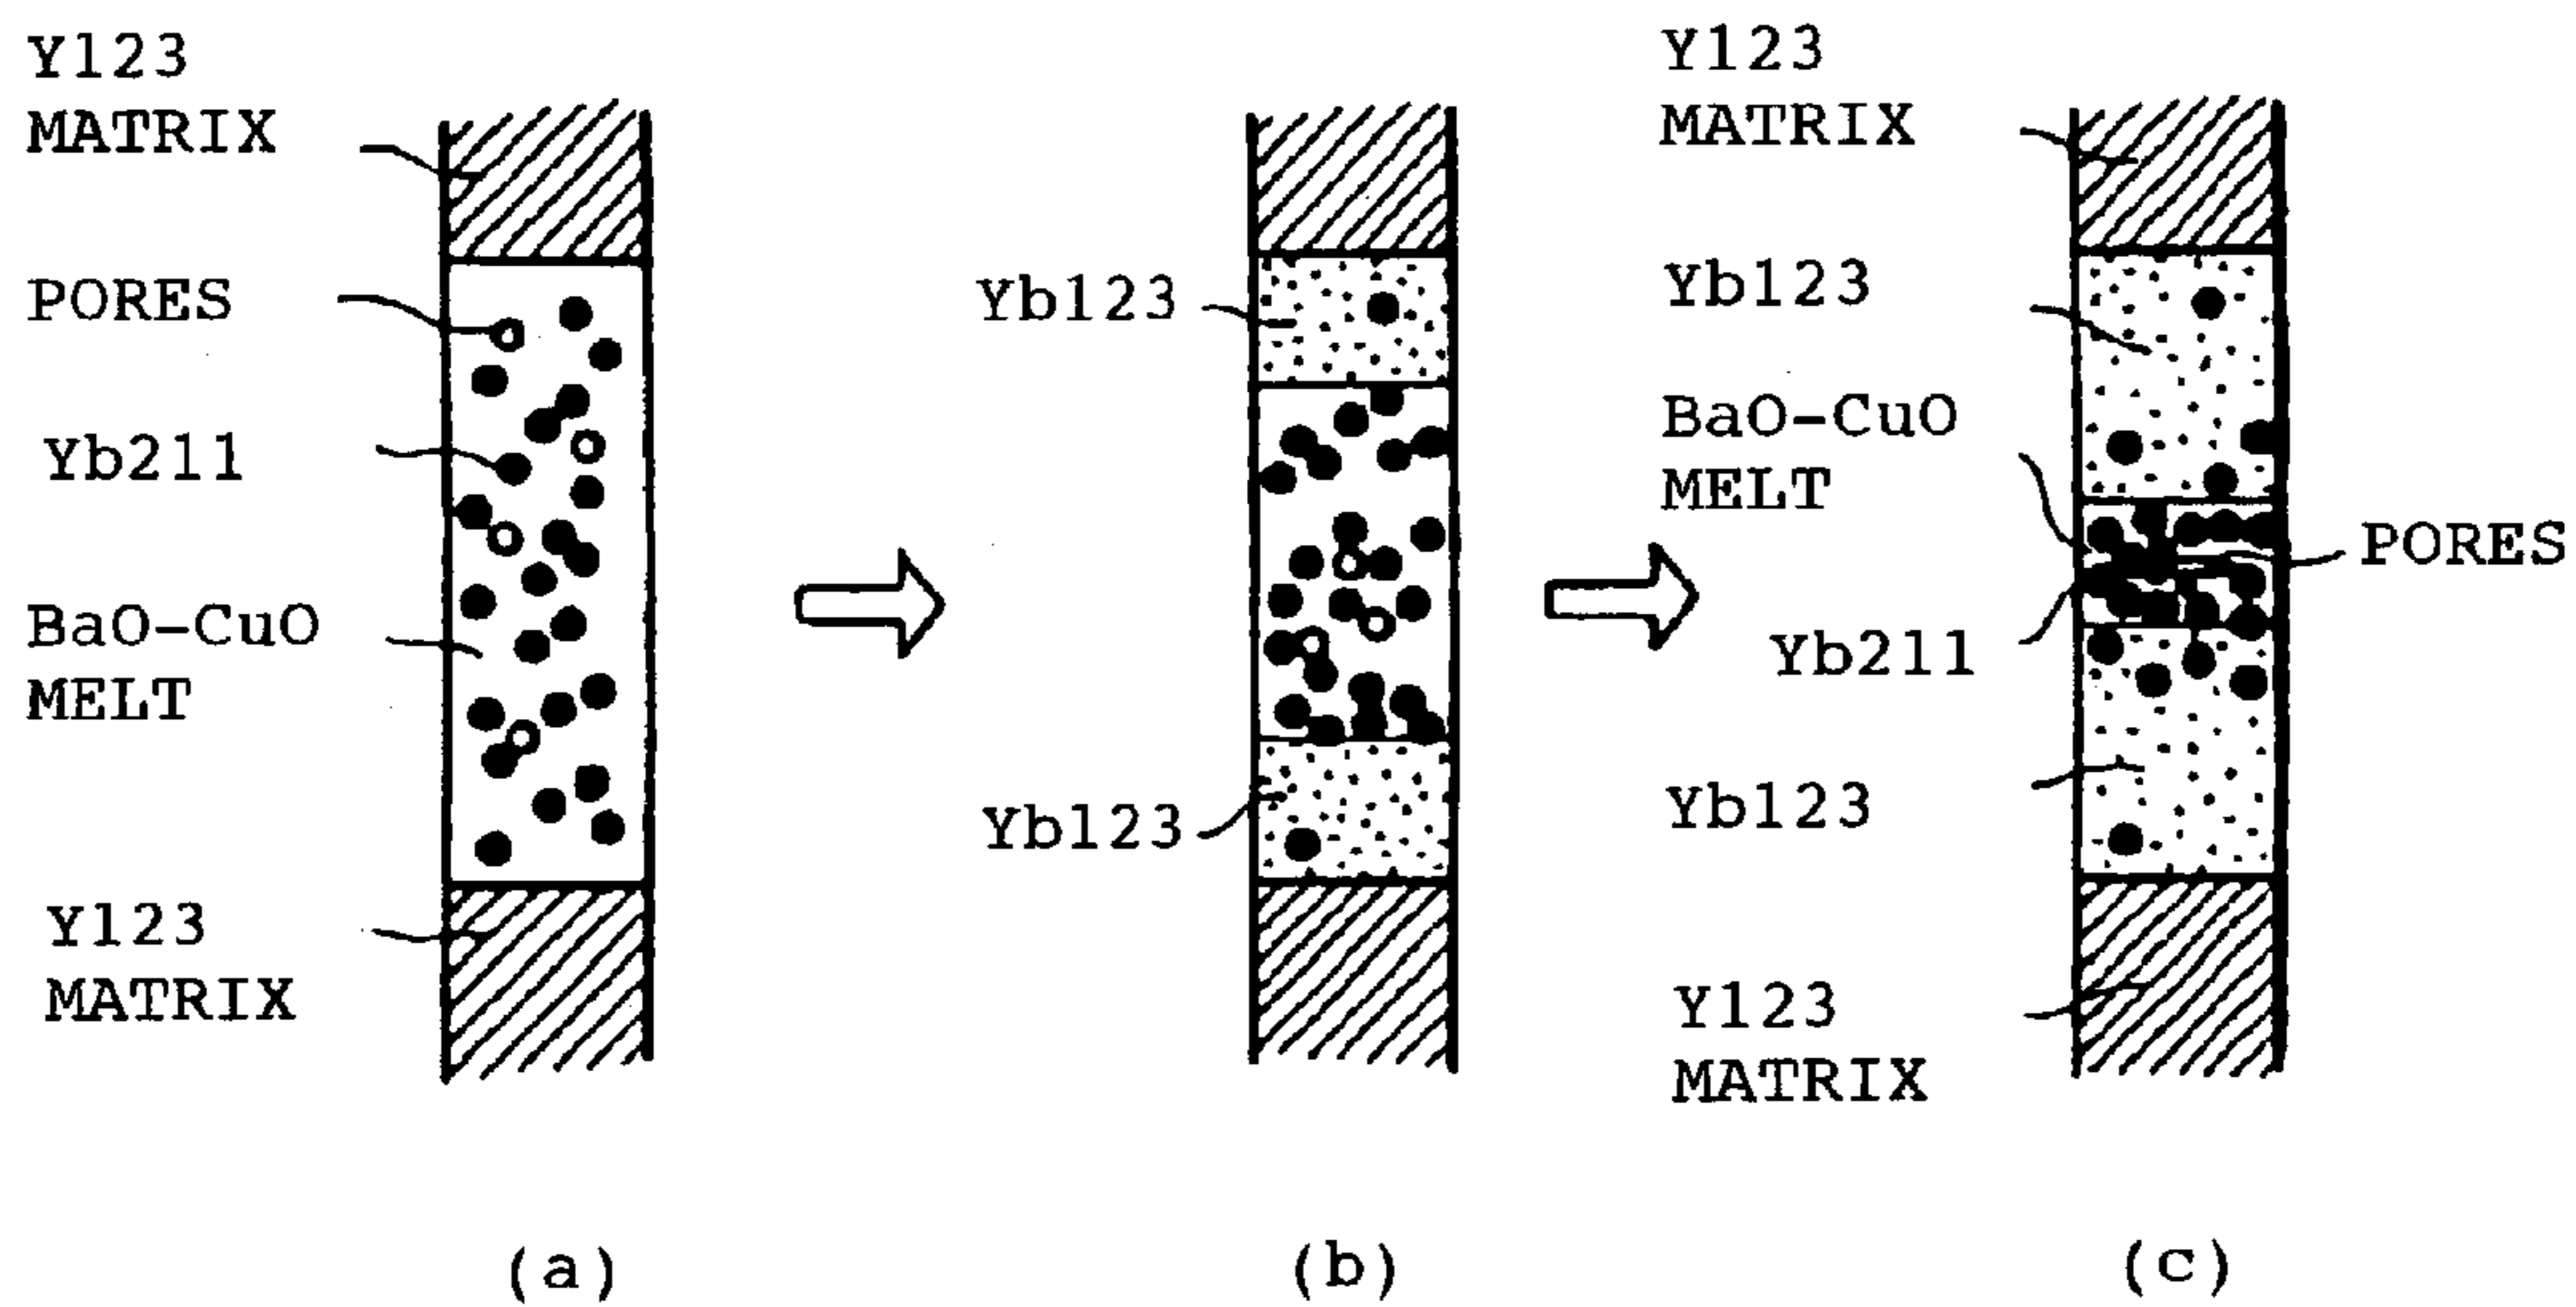 Y123
MATRIX
PORES
Yb211
BaO-CuO
MELT
Y123
MATRIX
(a)
Yb123
Yb123
(b)
Y123
MATRIX
Yb123
BaO-CuO
MELT
PORES
Yb211
Yb123
Y123
MATRIX
(c)